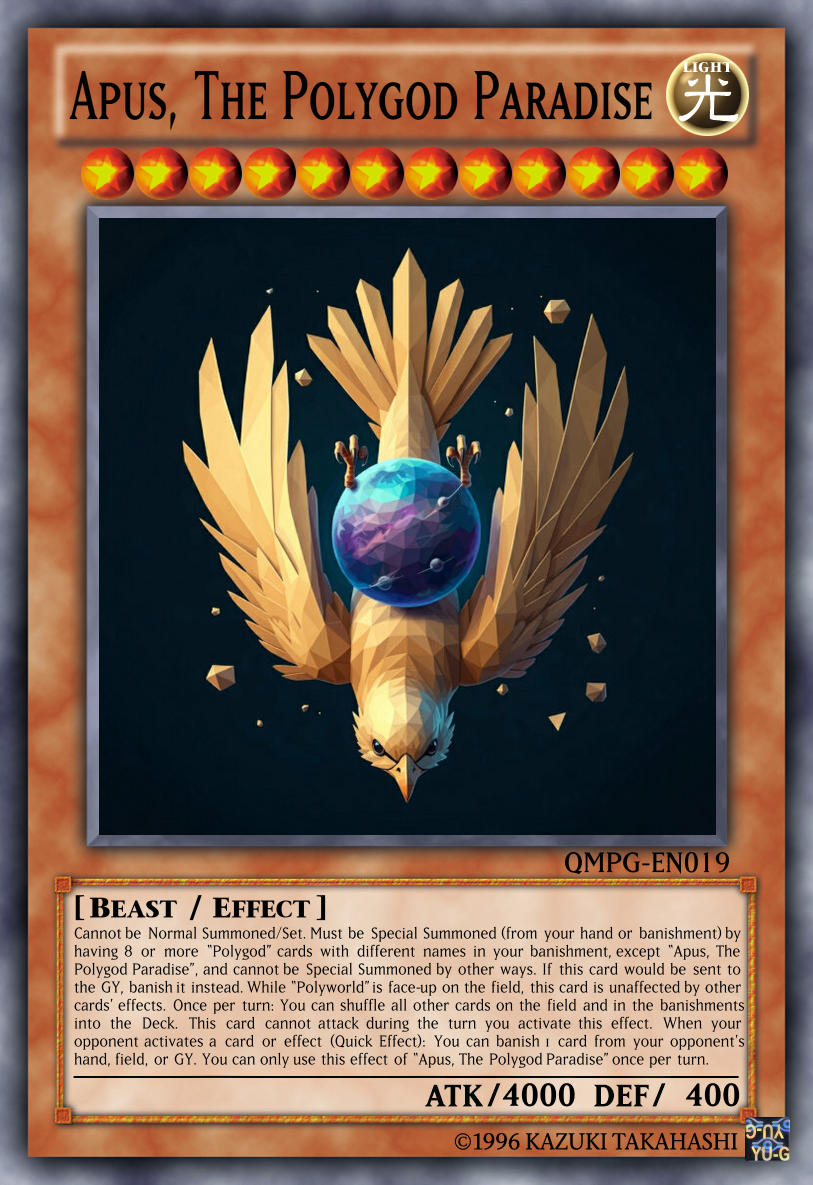 Apus, The Polygod Paradise
LIGHT
光
QMPG-EN019
[ Beast / Effect ]
Cannot be Normal Summoned/Set. Must be Special Summoned (from your hand or banishment) by
having 8 or more "Polygod" cards with different names in your banishment, except "Apus, The
Polygod Paradise", and cannot be Special Summoned by other ways. If this card would be sent to
the GY, banish it instead. While "Polyworld" is face-up on the field, this card is unaffected by other
cards' effects. Once per turn: You can shuffle all other cards on the field and in the banishments
into the Deck. This card cannot attack during the turn you activate this effect. When your
opponent activates a card or effect (Quick Effect): You can banish 1 card from your opponent's
hand, field, or GY. You can only use this effect of "Apus, The Polygod Paradise" once per turn.
ATK/4000 DEF/ 400
©1996 KAZUKI TAKAHASHI
YU-G
YU-G